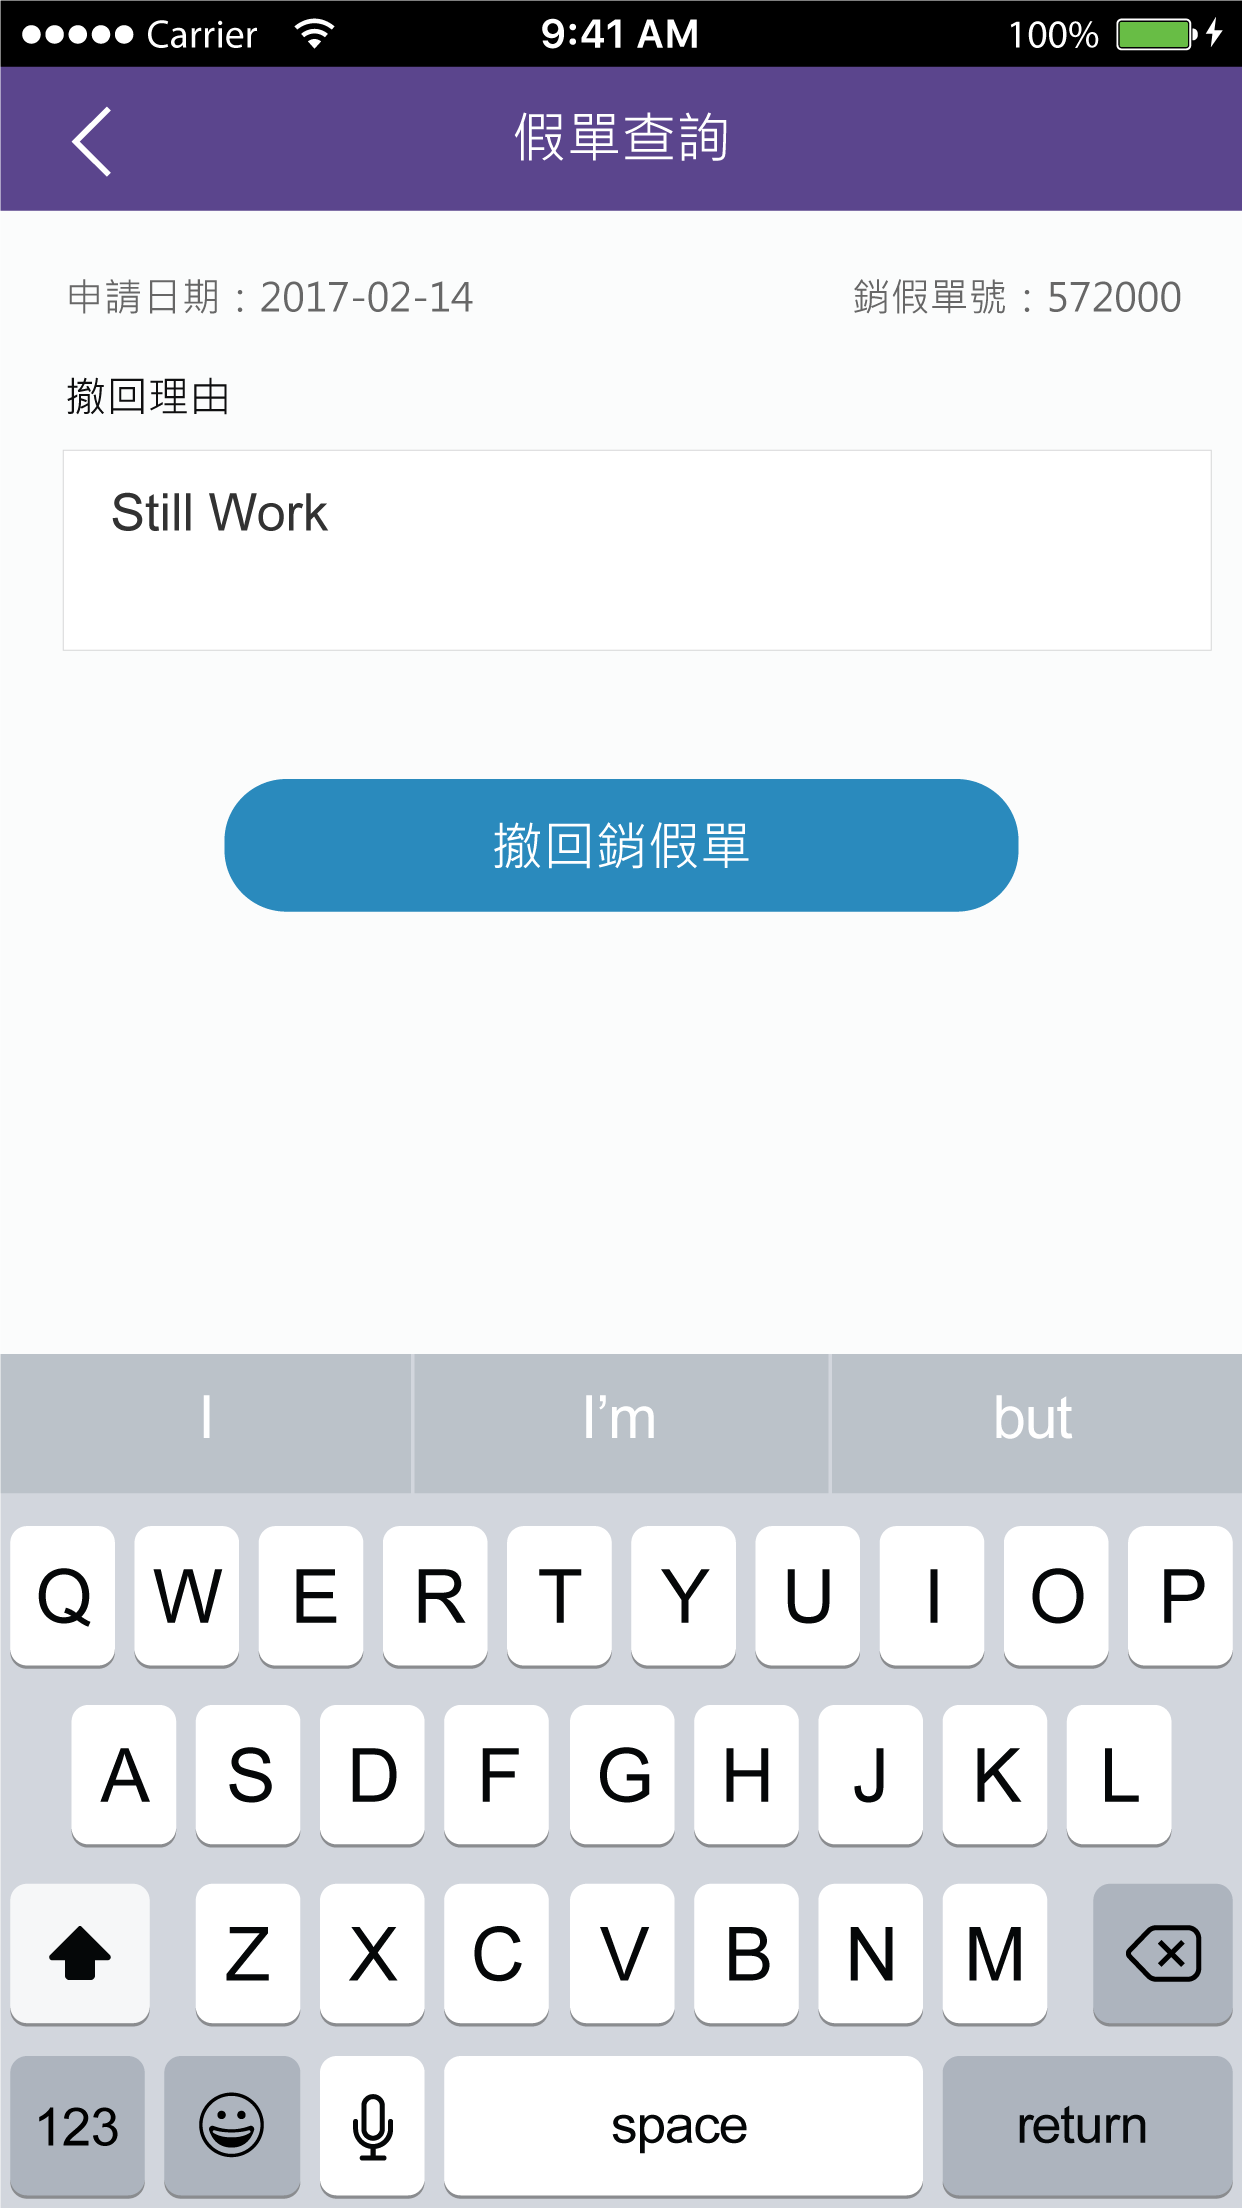 Carrier 9:41 AM 100%
假單查詢
申請日期：2017-02-14 銷假單號：572000
撤回理由
Still Work
撤回銷假單
I I’m but
Q W E R T Y U I O P
A S D F G H J K L
Z X C V B N M
123 space return